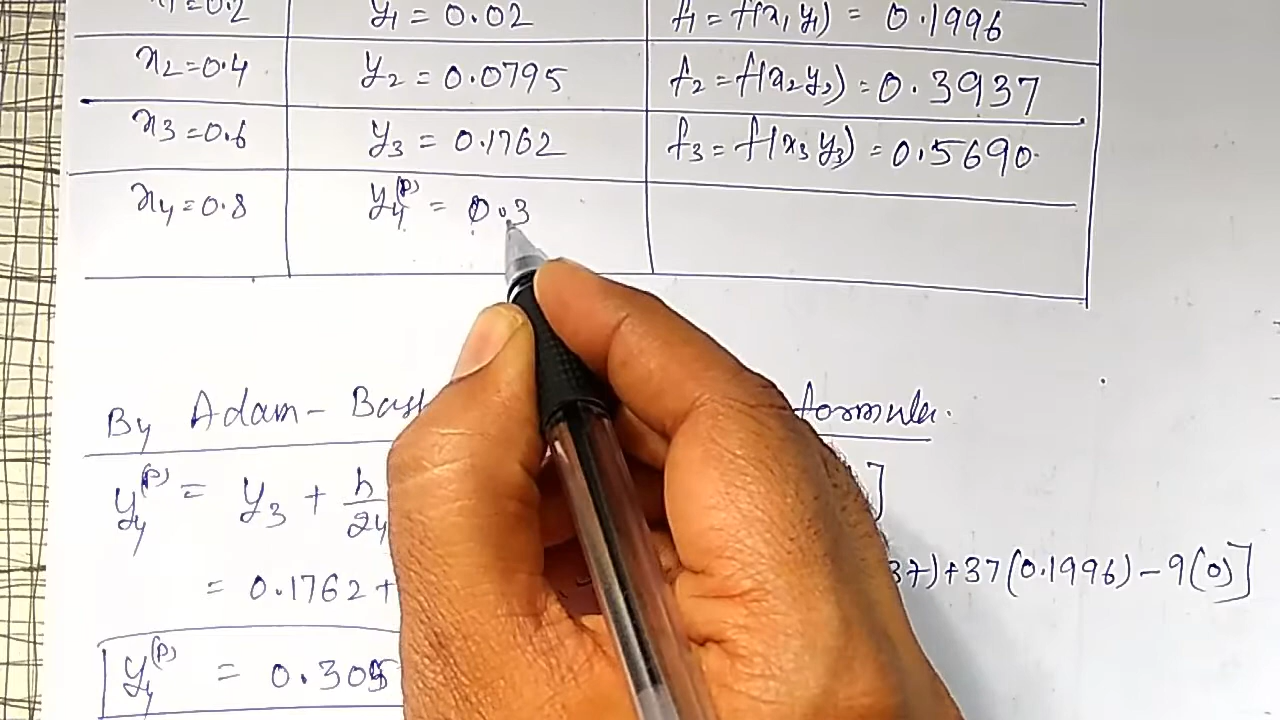 x1=0.2 y1 = 0.02 f1 = f(x1 y1) = 0.1996
x2=0.4 y2 = 0.0795 f2 = f(x2 y2) = 0.3937
x3=0.6 y3 = 0.1762 f3 = f(x3 y3) = 0.5690
x4=0.8 y4^(P) = 0.3
By Adam- formula.
y4^(P) = y3 + h/24 ]
= 0.1762+ 37)+37(0.1996)-9(0)]
y4^(P) = 0.305